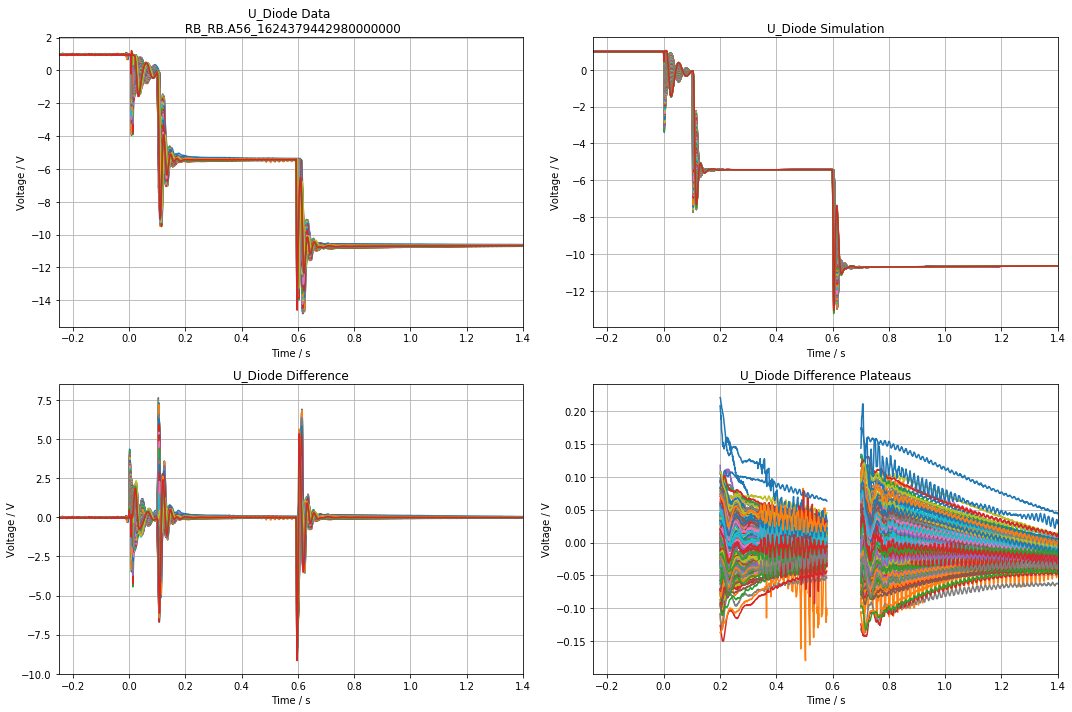 U_Diode Data
RB_RB.A56_1624379442980000000
Voltage / V
2
0
−2
−4
−6
−8
−10
−12
−14
−0.2 0.0 0.2 0.4 0.6 0.8 1.0 1.2 1.4
Time / s
U_Diode Simulation
Voltage / V
0
−2
−4
−6
−8
−10
−12
−0.2 0.0 0.2 0.4 0.6 0.8 1.0 1.2 1.4
Time / s
U_Diode Difference
Voltage / V
7.5
5.0
2.5
0.0
−2.5
−5.0
−7.5
−10.0
−0.2 0.0 0.2 0.4 0.6 0.8 1.0 1.2 1.4
Time / s
U_Diode Difference Plateaus
Voltage / V
0.20
0.15
0.10
0.05
0.00
−0.05
−0.10
−0.15
−0.2 0.0 0.2 0.4 0.6 0.8 1.0 1.2 1.4
Time / s